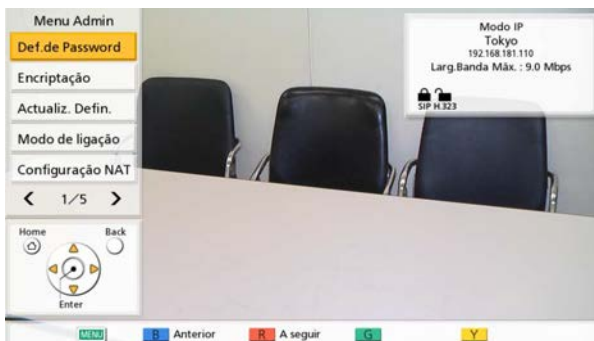 Menu Admin
Def.de Password
Encriptação
Actualiz. Defin.
Modo de ligação
Configuração NAT
1/5
Home
Back
Enter
Modo IP
Tokyo
192.168.181.110
Larg.Banda Máx. : 9.0 Mbps
SIP H.323
MENU B Anterior R A seguir G Y